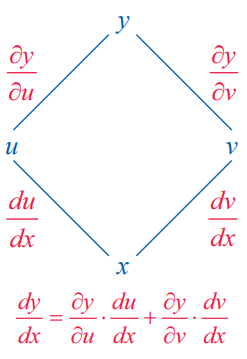 y
∂y/∂u ∂y/∂v
u v
du/dx dv/dx
x
dy/dx = ∂y/∂u · du/dx + ∂y/∂v · dv/dx